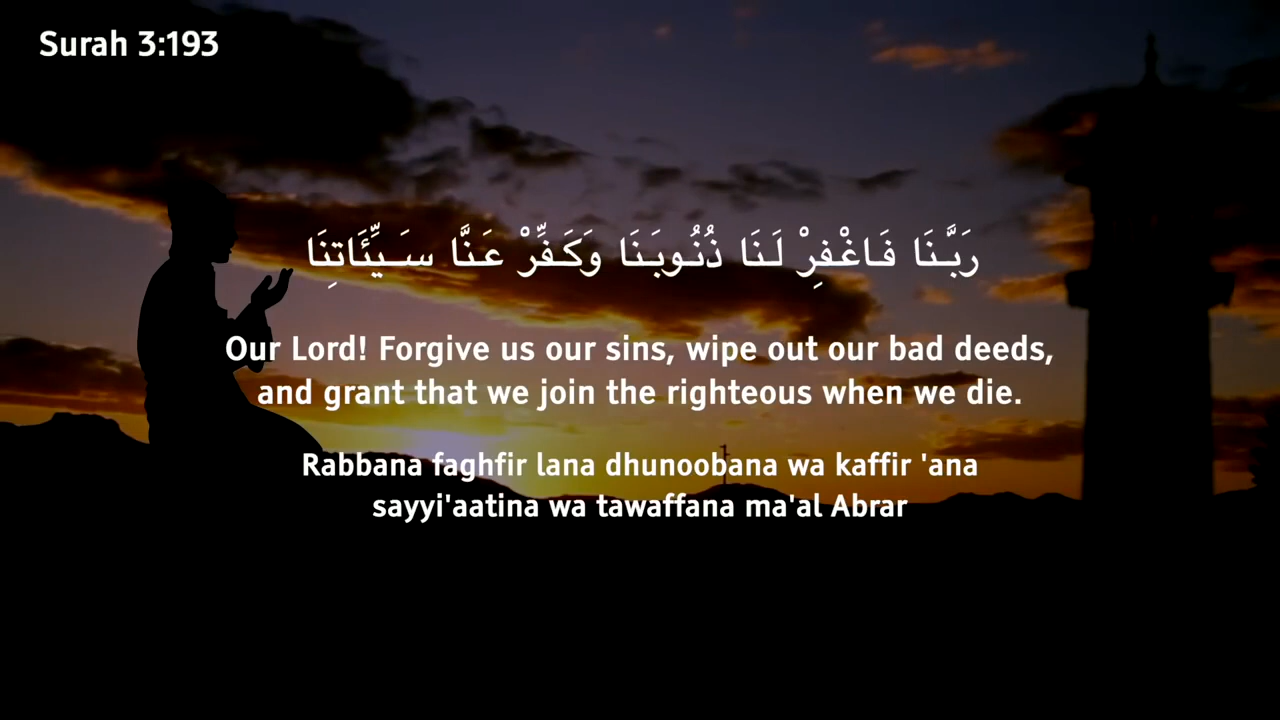 Surah 3:193
رَبَّنَا فَاغْفِرْ لَنَا ذُنُوبَنَا وَكَفِّرْ عَنَّا سَيِّئَاتِنَا
Our Lord! Forgive us our sins, wipe out our bad deeds,
and grant that we join the righteous when we die.
Rabbana faghfir lana dhunoobana wa kaffir 'ana
sayyi'aatina wa tawaffana ma'al Abrar